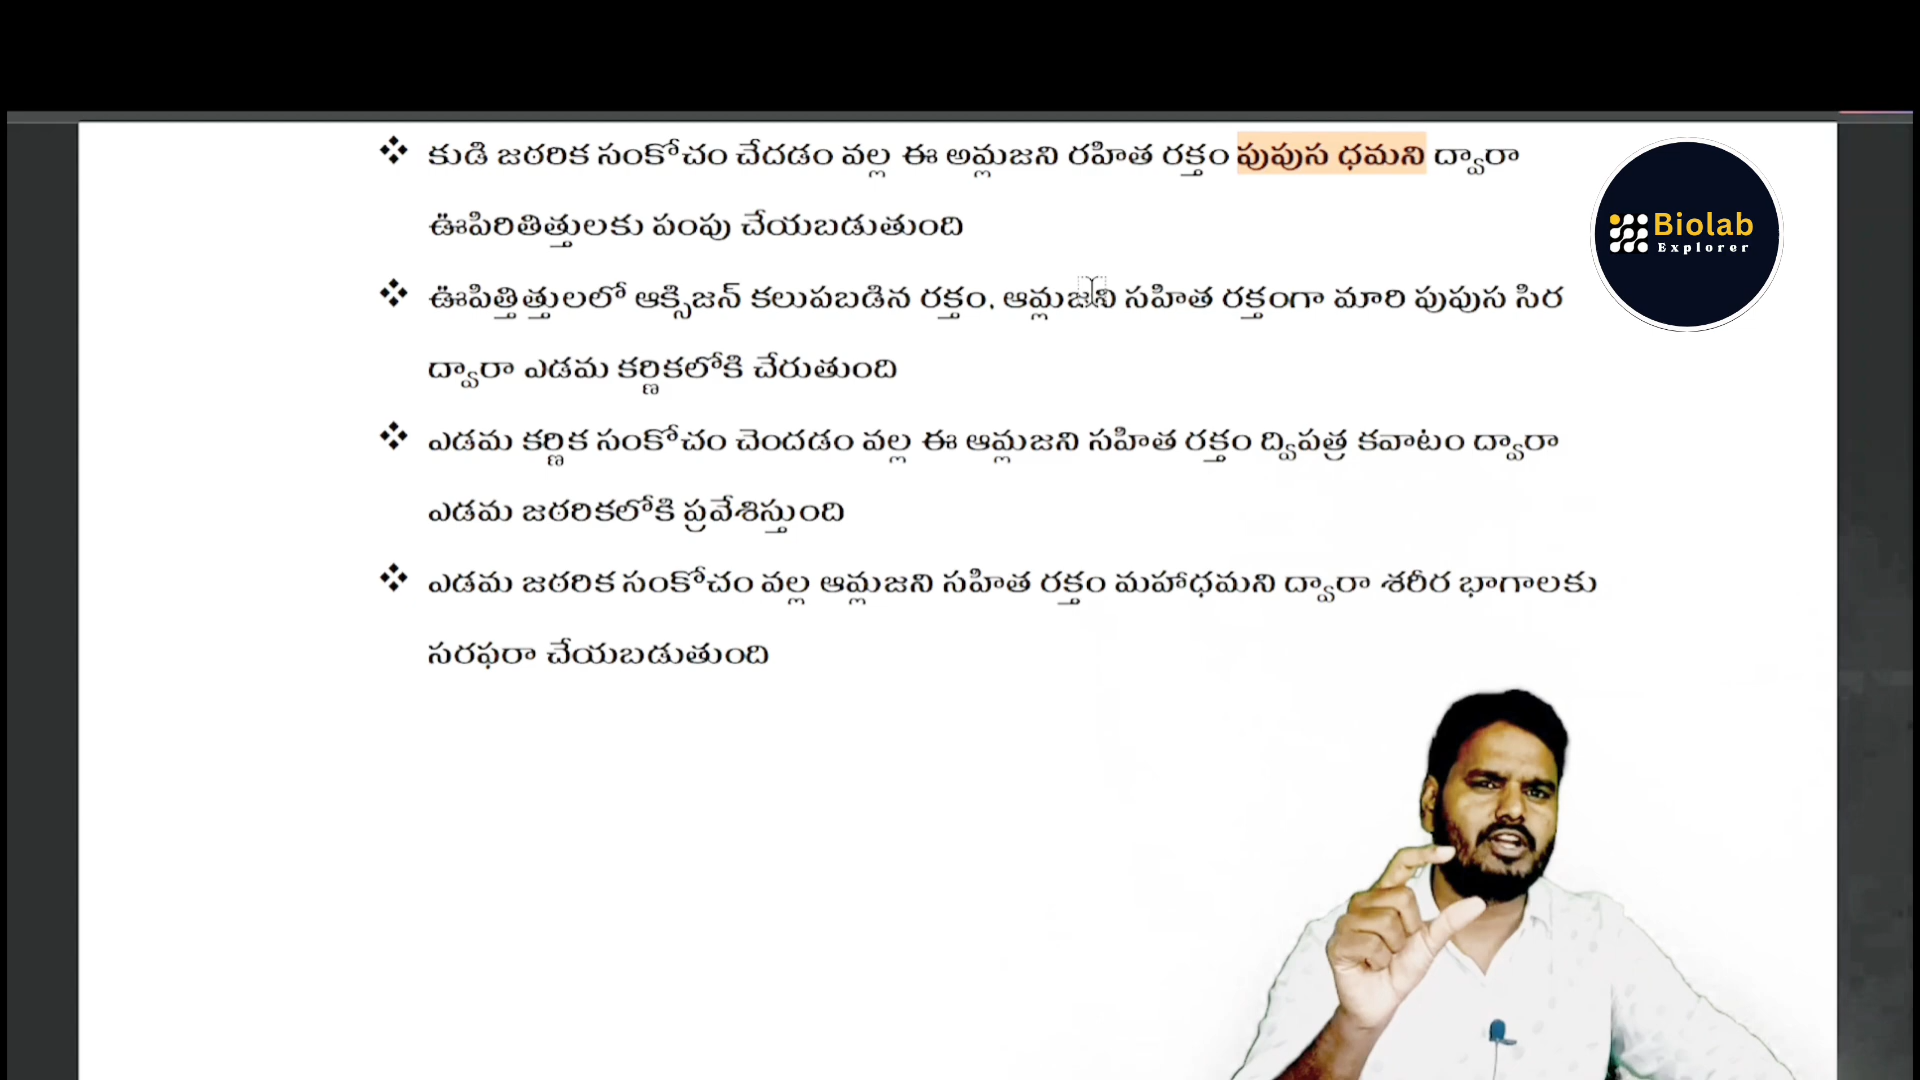 ❖ కుడి జఠరిక సంకోచం చేదడం వల్ల ఈ అమ్లజని రహిత రక్తం పుపుస ధమని ద్వారా
ఊపిరితిత్తులకు పంపు చేయబడుతుంది
❖ ఊపిత్తిత్తులలో ఆక్సిజన్ కలుపబడిన రక్తం, ఆమ్లజని సహిత రక్తంగా మారి పుపుస సిర
ద్వారా ఎడమ కర్ణికలోకి చేరుతుంది
❖ ఎడమ కర్ణిక సంకోచం చెందడం వల్ల ఈ ఆమ్లజని సహిత రక్తం ద్విపత్ర కవాటం ద్వారా
ఎడమ జఠరికలోకి ప్రవేశిస్తుంది
❖ ఎడమ జఠరిక సంకోచం వల్ల ఆమ్లజని సహిత రక్తం మహాధమని ద్వారా శరీర భాగాలకు
సరఫరా చేయబడుతుంది
Biolab
Explorer